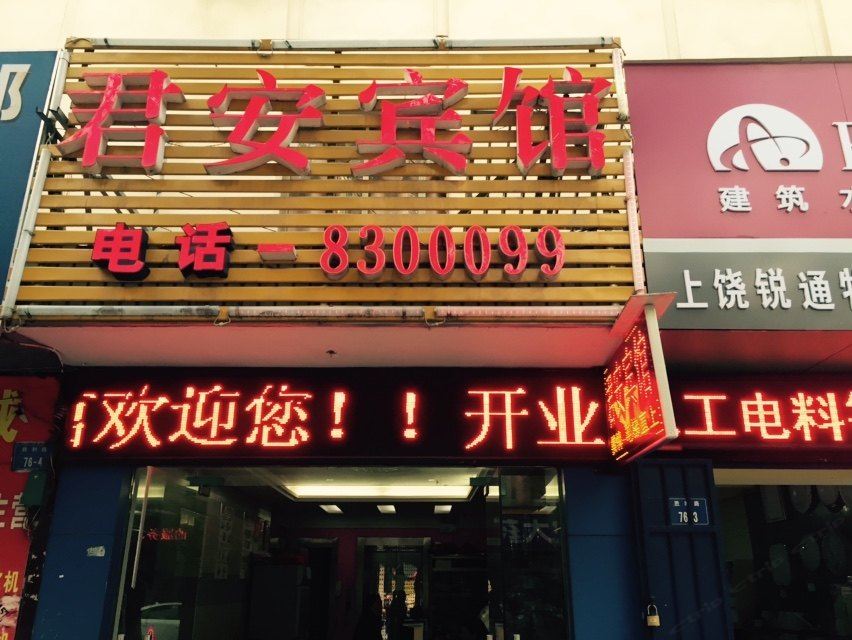 君安宾馆
电话-8300099
欢迎您！！开业
建筑
上饶锐通
工电料
76-4
76 3